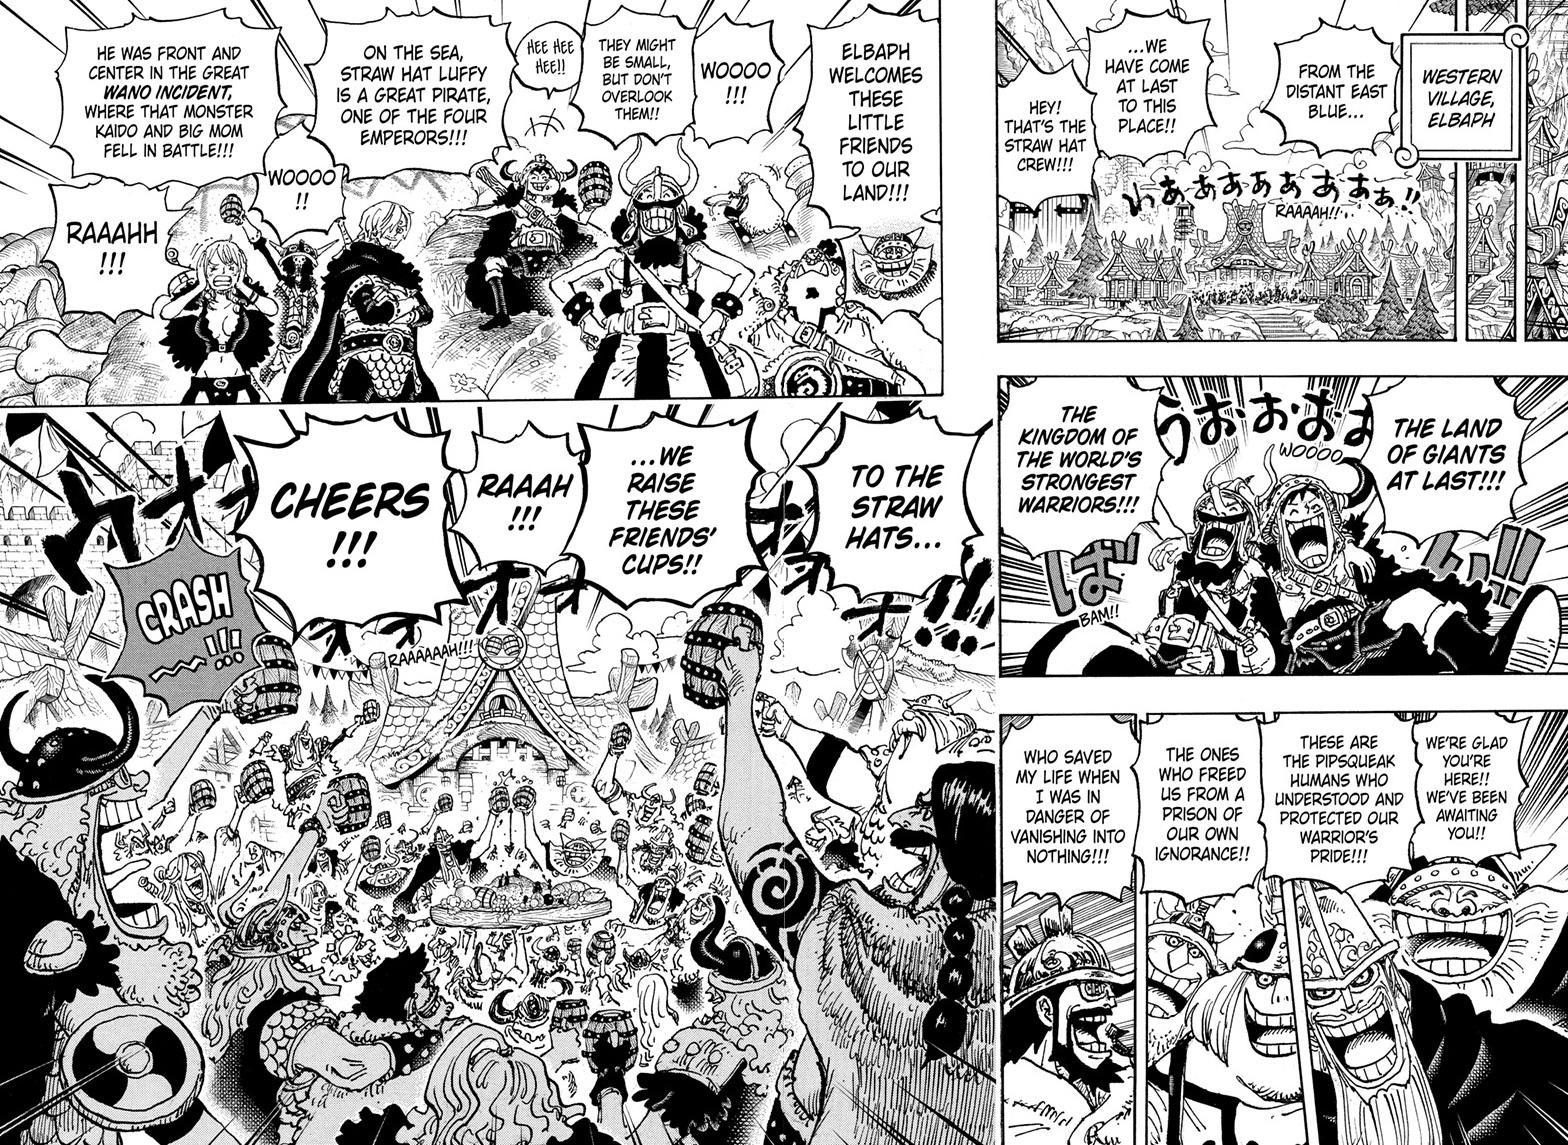 WESTERN
VILLAGE,
ELBAPH
FROM THE
DISTANT EAST
BLUE...
...WE
HAVE COME
AT LAST
TO THIS
PLACE!!
HEY!
THAT'S THE
STRAW HAT
CREW!!!
わあああああああぁ!!
RAAAAH!!
THE LAND
OF GIANTS
AT LAST!!!
うおおおお
WOOOO
THE
KINGDOM OF
THE WORLD'S
STRONGEST
WARRIORS!!!
ば
ん!!
BAM!!
WE'RE GLAD
YOU'RE
HERE!!
WE'VE BEEN
AWAITING
YOU!!
THESE ARE
THE PIPSQUEAK
HUMANS WHO
UNDERSTOOD AND
PROTECTED OUR
WARRIOR'S
PRIDE!!!
THE ONES
WHO FREED
US FROM A
PRISON OF
OUR OWN
IGNORANCE!!
WHO SAVED
MY LIFE WHEN
I WAS IN
DANGER OF
VANISHING INTO
NOTHING!!!
ELBAPH
WELCOMES
THESE
LITTLE
FRIENDS
TO OUR
LAND!!!
WOOOO
!!!
THEY MIGHT
BE SMALL,
BUT DON'T
OVERLOOK
THEM!!
HEE HEE
HEE!!
ON THE SEA,
STRAW HAT LUFFY
IS A GREAT PIRATE,
ONE OF THE FOUR
EMPERORS!!!
WOOOO
!!
HE WAS FRONT AND
CENTER IN THE GREAT
WANO INCIDENT,
WHERE THAT MONSTER
KAIDO AND BIG MOM
FELL IN BATTLE!!!
RAAAHH
!!!
TO THE
STRAW
HATS...
...WE
RAISE
THESE
FRIENDS'
CUPS!!
RAAAH
!!!
CHEERS
!!!
CRASH
!!!
RAAAAAAH!!!